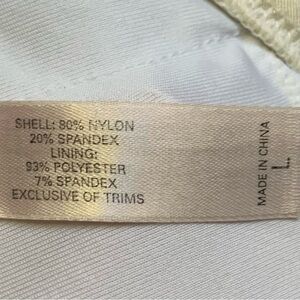 SHELL: 80% NYLON
20% SPANDEX
LINING:
93% POLYESTER
7% SPANDEX
EXCLUSIVE OF TRIMS
MADE IN CHINA
L